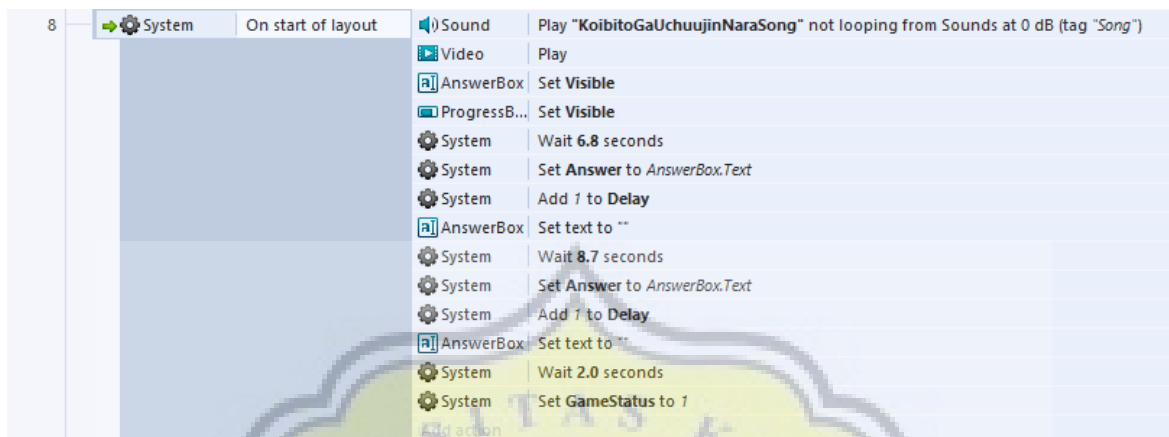 8 System On start of layout Sound Play "KoibitoGaUchuujinNaraSong" not looping from Sounds at 0 dB (tag "Song")
Video Play
AnswerBox Set Visible
ProgressB... Set Visible
System Wait 6.8 seconds
System Set Answer to AnswerBox.Text
System Add 1 to Delay
AnswerBox Set text to ""
System Wait 8.7 seconds
System Set Answer to AnswerBox.Text
System Add 1 to Delay
AnswerBox Set text to ""
System Wait 2.0 seconds
System Set GameStatus to 1
Add action
ITAS